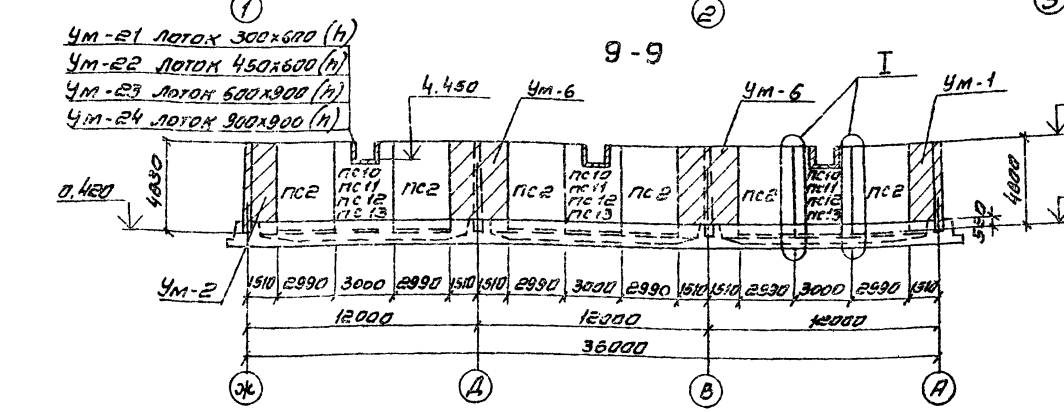 1
2
3
9-9
Ум-21 лоток 300х600 (h)
Ум-22 лоток 450х600 (h)
Ум-23 лоток 600х900 (h)
Ум-24 лоток 900х900 (h)
4.450
Ум-6
Ум-6
I
Ум-1
4830
0.420
пс2
пс10
пс11
пс12
пс13
пс2
пс2
пс10
пс11
пс12
пс13
пс2
пс2
пс10
пс11
пс12
пс13
пс2
4800
550
Ум-2
1510 2990 3000 2990 1510 1510 2990 3000 2990 1510 1510 2990 3000 2990 1510
12000 12000 12000
36000
Ж Д В А